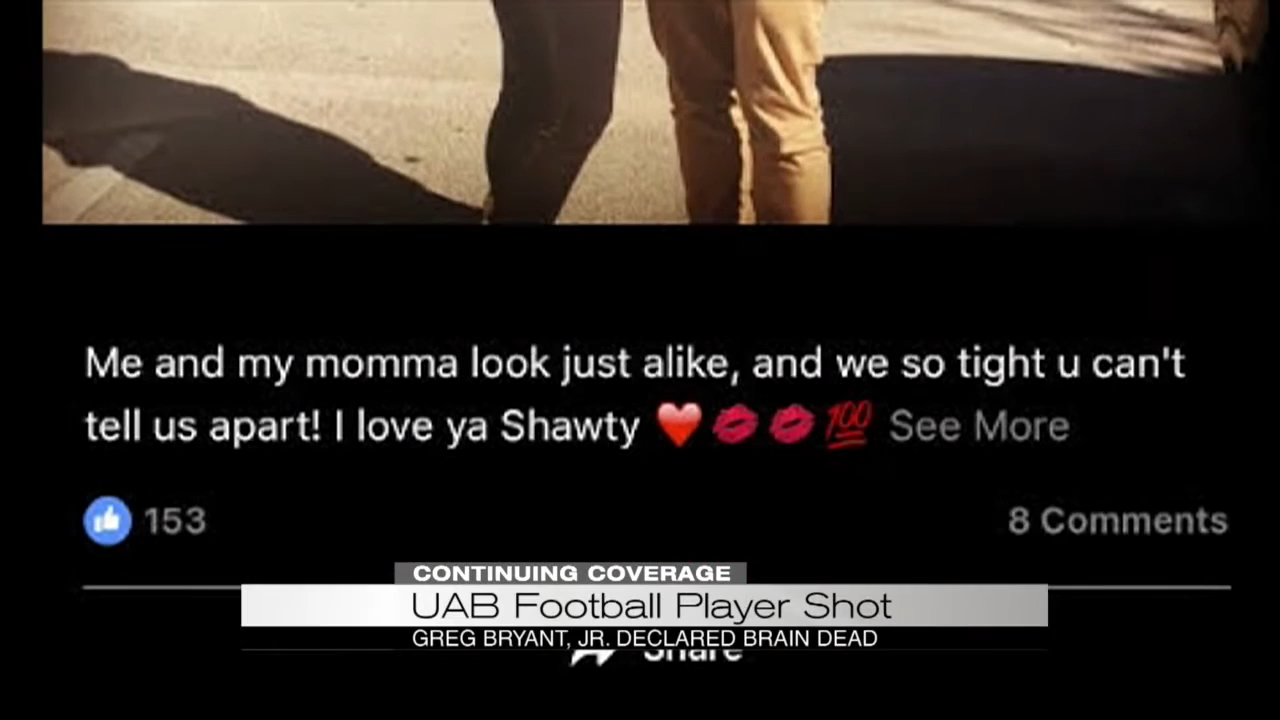 Me and my momma look just alike, and we so tight u can't
tell us apart! I love ya Shawty ❤️💋💋💯 See More
153
8 Comments
CONTINUING COVERAGE
UAB Football Player Shot
GREG BRYANT, JR. DECLARED BRAIN DEAD
Share